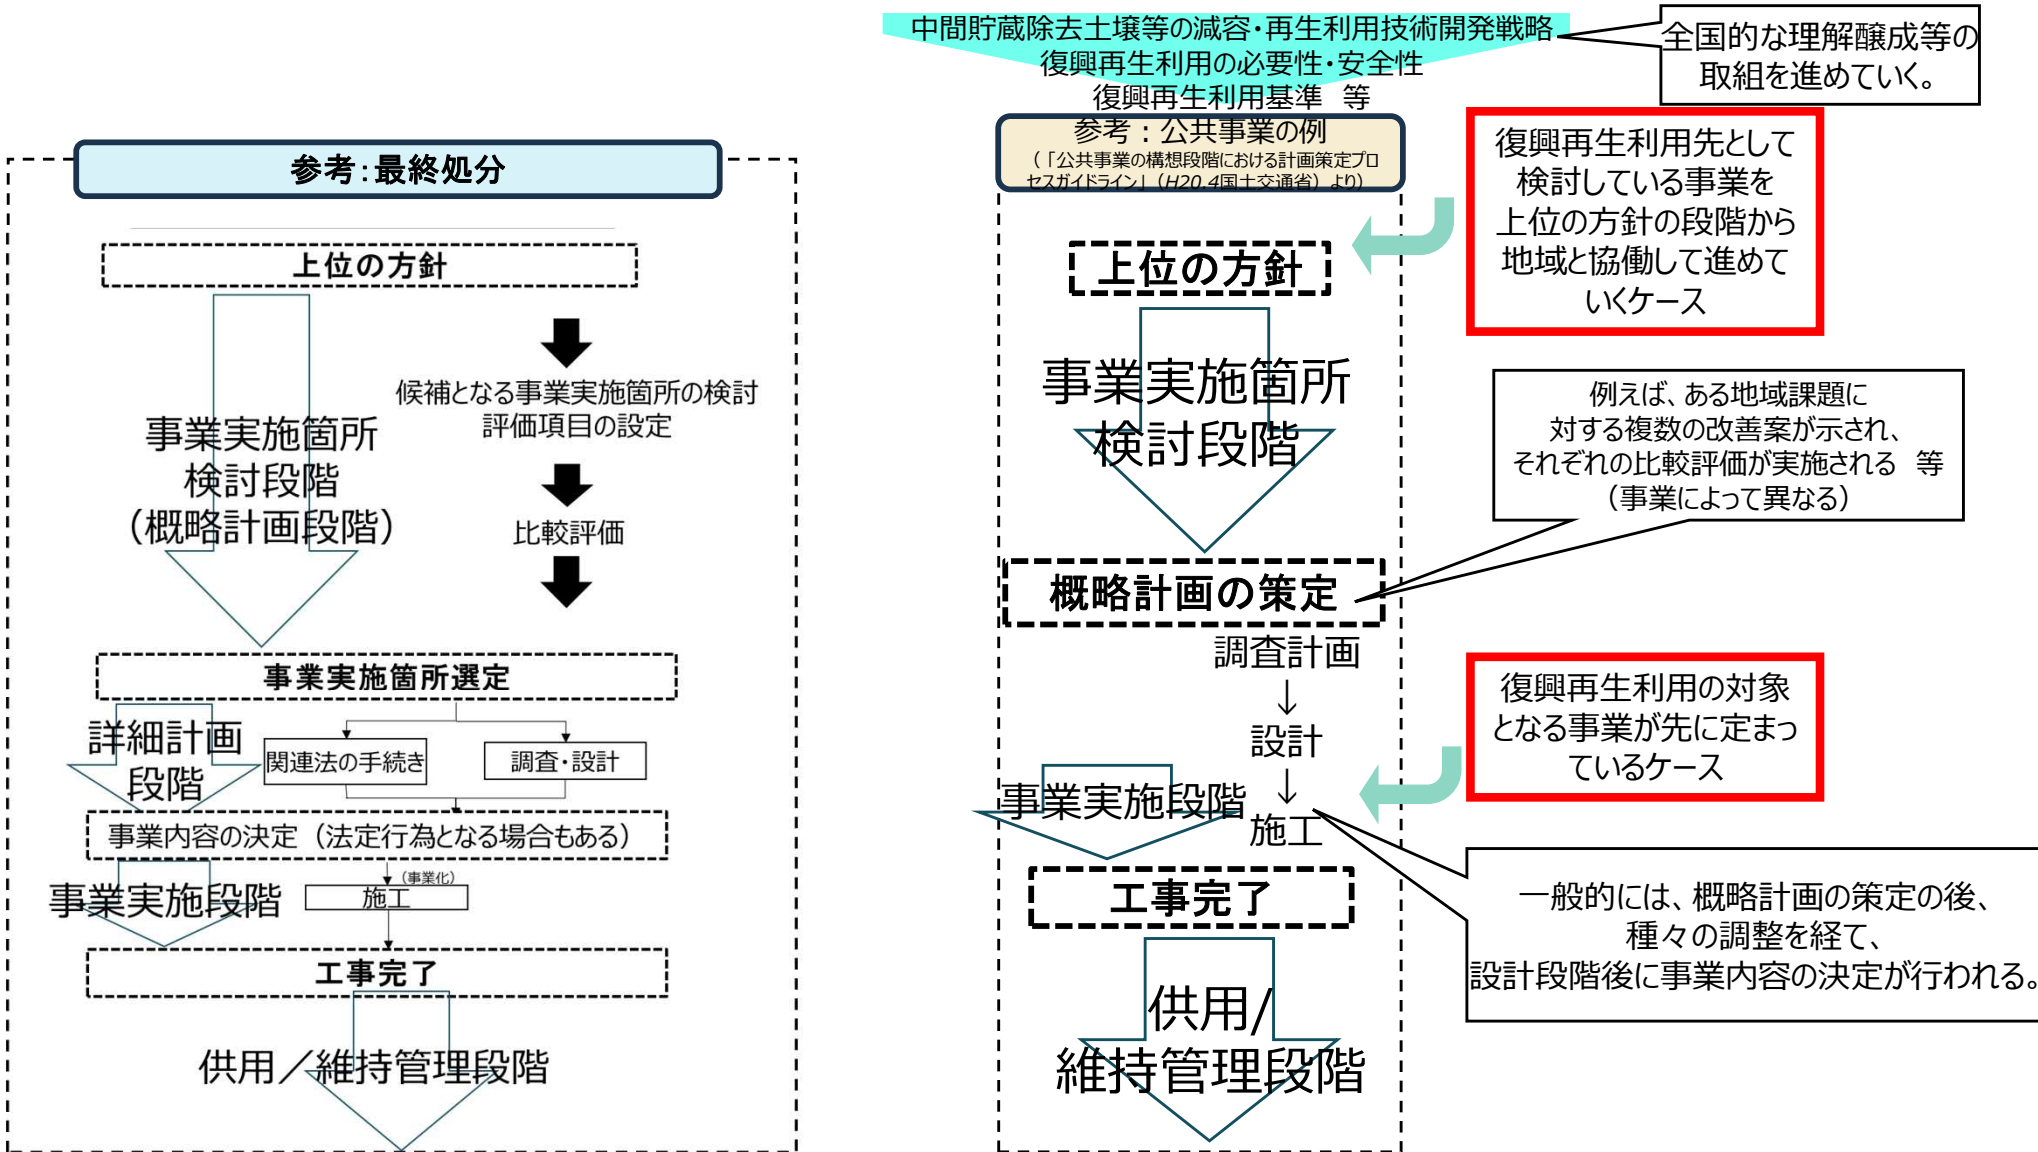 中間貯蔵除去土壌等の減容・再生利用技術開発戦略
復興再生利用の必要性・安全性
復興再生利用基準 等
全国的な理解醸成等の
取組を進めていく。
参考:最終処分
上位の方針
候補となる事業実施箇所の検討
評価項目の設定
事業実施箇所
検討段階
(概略計画段階)
比較評価
事業実施箇所選定
詳細計画
段階
関連法の手続き
調査・設計
事業内容の決定(法定行為となる場合もある)
事業実施段階
(事業化)
施工
工事完了
供用/維持管理段階
参考:公共事業の例
(「公共事業の構想段階における計画策定プロ
セスガイドライン」(H20.4国土交通省)より)
上位の方針
事業実施箇所
検討段階
概略計画の策定
調査計画
↓
設計
↓
施工
事業実施段階
工事完了
供用/
維持管理段階
復興再生利用先として
検討している事業を
上位の方針の段階から
地域と協働して進めて
いくケース
例えば、ある地域課題に
対する複数の改善案が示され、
それぞれの比較評価が実施される 等
(事業によって異なる)
復興再生利用の対象
となる事業が先に定まっ
ているケース
一般的には、概略計画の策定の後、
種々の調整を経て、
設計段階後に事業内容の決定が行われる。